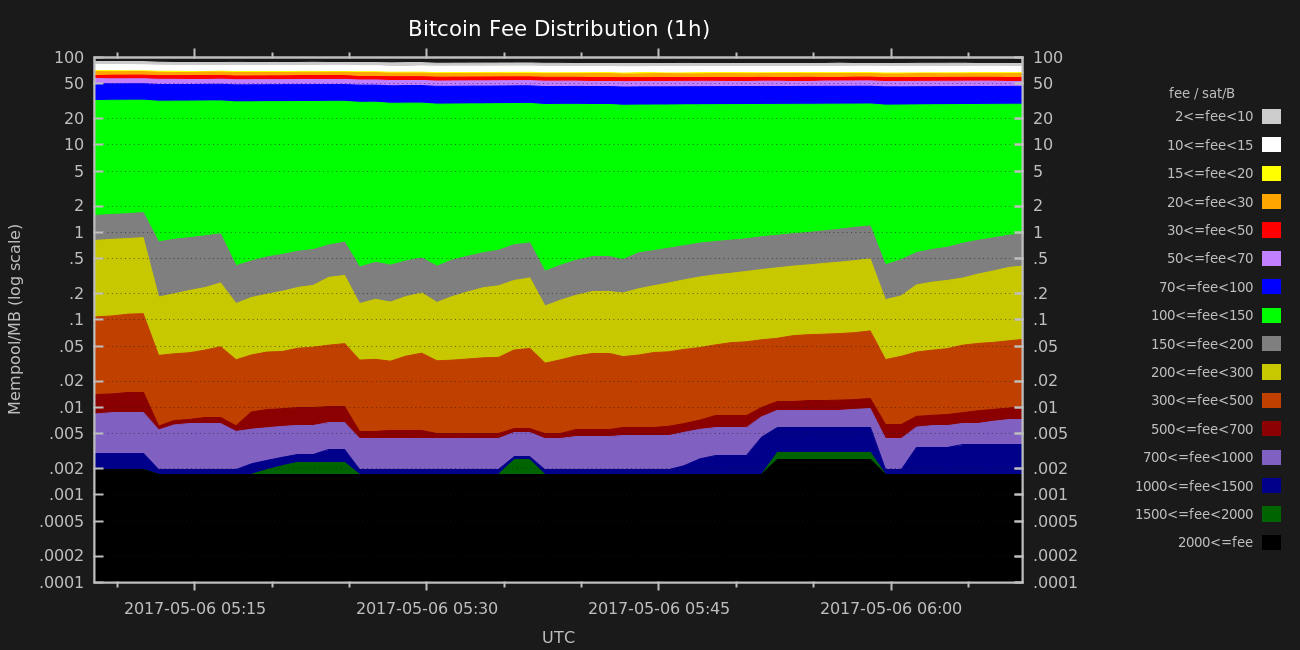 Bitcoin Fee Distribution (1h)
100
50
20
10
5
2
1
.5
.2
.1
.05
.02
.01
.005
.002
.001
.0005
.0002
.0001
Mempool/MB (log scale)
100
50
20
10
5
2
1
.5
.2
.1
.05
.02
.01
.005
.002
.001
.0005
.0002
.0001
2017-05-06 05:15
2017-05-06 05:30
2017-05-06 05:45
2017-05-06 06:00
UTC
fee / sat/B
2<=fee<10
10<=fee<15
15<=fee<20
20<=fee<30
30<=fee<50
50<=fee<70
70<=fee<100
100<=fee<150
150<=fee<200
200<=fee<300
300<=fee<500
500<=fee<700
700<=fee<1000
1000<=fee<1500
1500<=fee<2000
2000<=fee